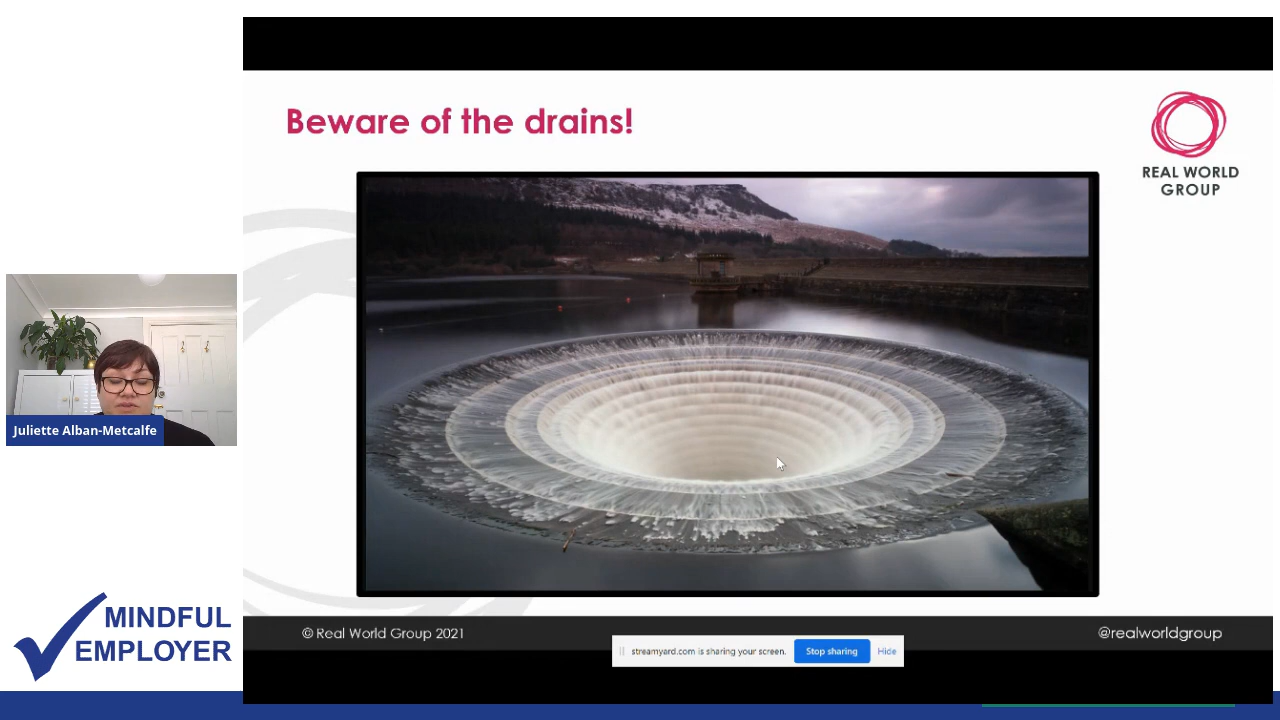 Beware of the drains!
REAL WORLD
GROUP
Juliette Alban-Metcalfe
MINDFUL
EMPLOYER
© Real World Group 2021
@realworldgroup
streamyard.com is sharing your screen.
Stop sharing
Hide